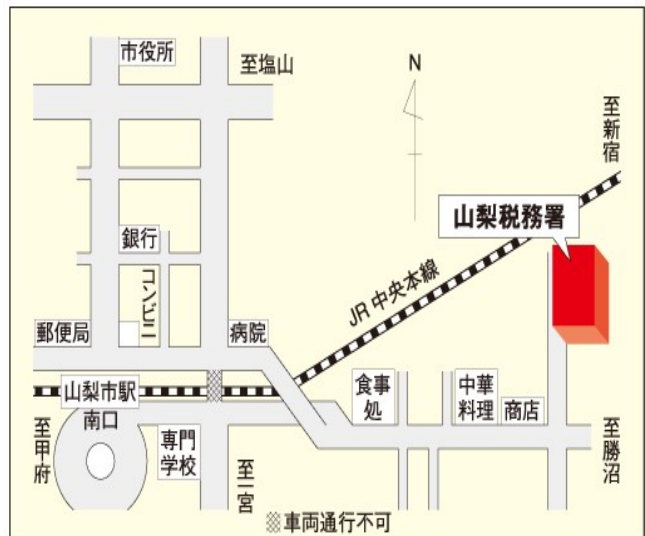 市役所
至塩山
N
至新宿
山梨税務署
銀行
コンビニ
JR中央本線
郵便局
病院
山梨市駅
南口
食事
処
中華
料理
商店
至甲府
専門
学校
至一宮
至勝沼
車両通行不可